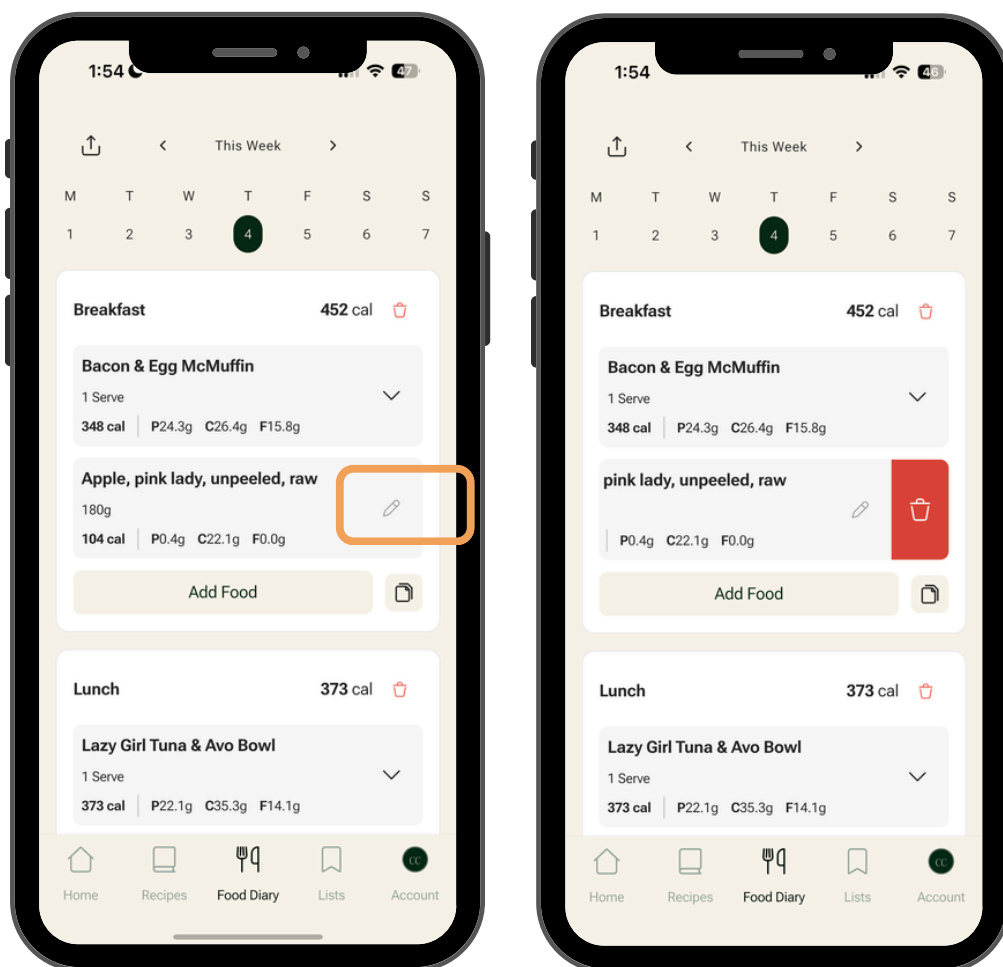 1:54
47
This Week
M T W T F S S
1 2 3 4 5 6 7
Breakfast 452 cal
Bacon & Egg McMuffin
1 Serve
348 cal P24.3g C26.4g F15.8g
Apple, pink lady, unpeeled, raw
180g
104 cal P0.4g C22.1g F0.0g
Add Food
Lunch 373 cal
Lazy Girl Tuna & Avo Bowl
1 Serve
373 cal P22.1g C35.3g F14.1g
CC
Home Recipes Food Diary Lists Account
1:54
46
This Week
M T W T F S S
1 2 3 4 5 6 7
Breakfast 452 cal
Bacon & Egg McMuffin
1 Serve
348 cal P24.3g C26.4g F15.8g
pink lady, unpeeled, raw
P0.4g C22.1g F0.0g
Add Food
Lunch 373 cal
Lazy Girl Tuna & Avo Bowl
1 Serve
373 cal P22.1g C35.3g F14.1g
CC
Home Recipes Food Diary Lists Account